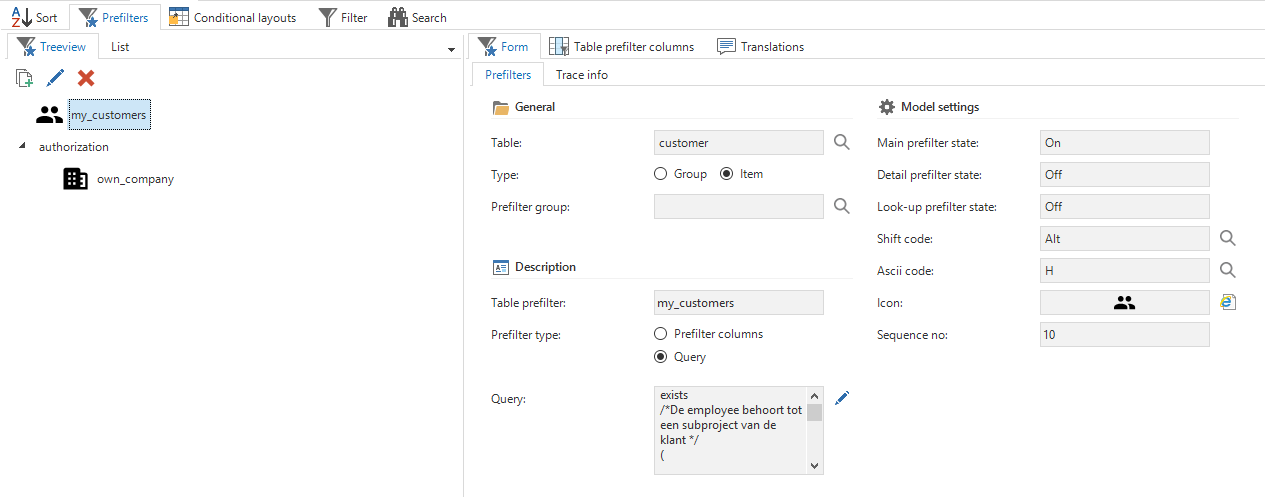 Sort Prefilters Conditional layouts Filter Search
Treeview List
my_customers
authorization
own_company
Form Table prefilter columns Translations
Prefilters Trace info
General
Table: customer
Type: Group Item
Prefilter group:
Description
Table prefilter: my_customers
Prefilter type: Prefilter columns
Query
Query: exists
/*De employee behoort tot
een subproject van de
klant */
(
Model settings
Main prefilter state: On
Detail prefilter state: Off
Look-up prefilter state: Off
Shift code: Alt
Ascii code: H
Icon:
Sequence no: 10